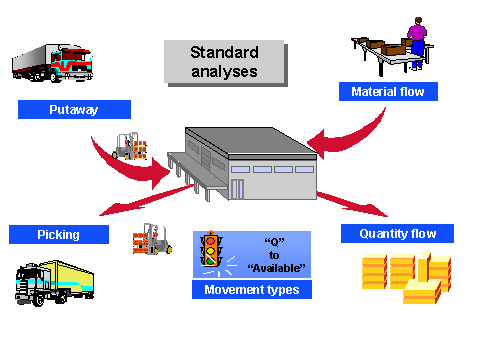 Standard
analyses
Putaway
Material flow
Picking
Quantity flow
“Q”
to
“Available”
Movement types